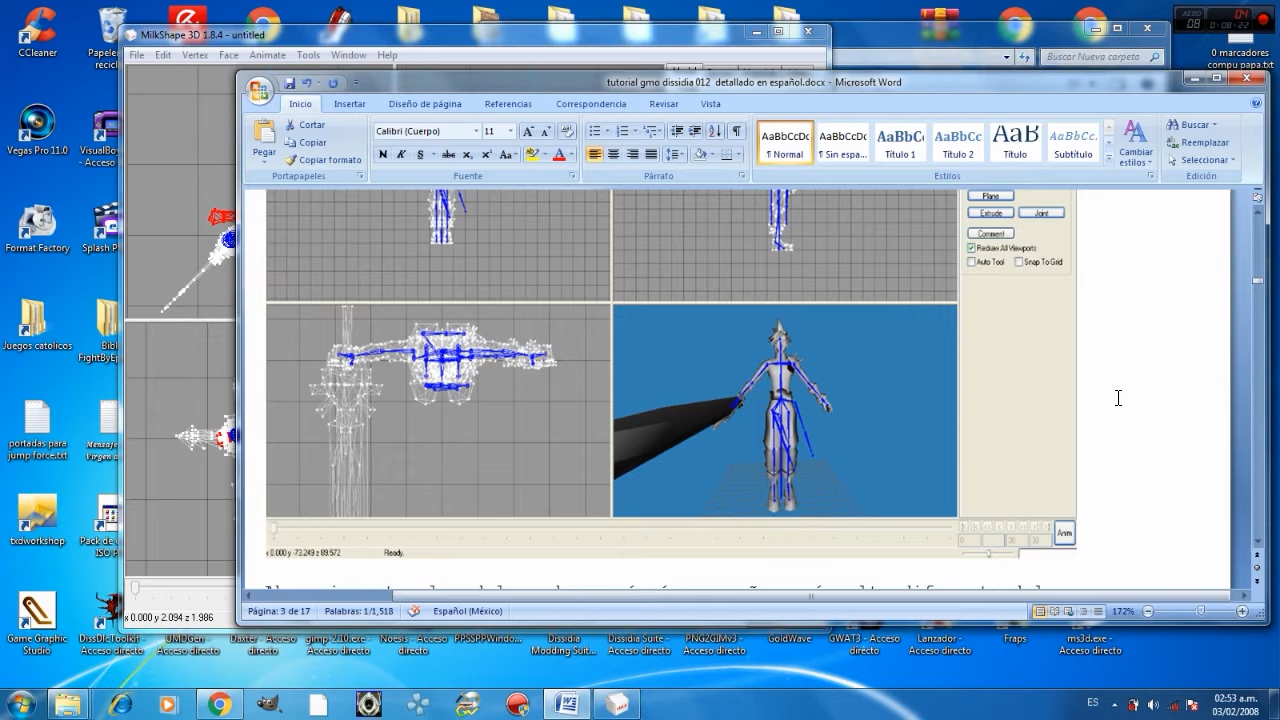 CCleaner
MilkShape 3D 1.8.4 - untitled
File Edit Vertex Face Animate Tools Window Help
Buscar Nueva carpeta
0 marcadores
compu papa.txt
tutorial gmo dissidia 012 detallado en español.docx - Microsoft Word
Inicio Insertar Diseño de página Referencias Correspondencia Revisar Vista
Pegar
Cortar
Copiar
Copiar formato
Portapapeles
Calibri (Cuerpo) 11
Fuente
Párrafo
AaBbCcDc AaBbCcDc AaBbC AaBbCc AaB AaBbCc.
¶ Normal ¶ Sin espa... Título 1 Título 2 Título Subtítulo
Cambiar
estilos
Estilos
Buscar
Reemplazar
Seleccionar
Edición
Plane
Extrude Joint
Comment
Redraw All Viewports
Auto Tool Snap To Grid
Anim
x 0.000 y -73.249 z 89.572 Ready.
Página: 3 de 17 Palabras: 1/1,518 Español (México) 172%
x 0.000 y 2.094 z 1.986
Vegas Pro 11.0
Format Factory
Juegos catolicos
portadas para
jump force.txt
txdworkshop
Game Graphic
Studio
DissDlcToolkit -
Acceso directo
UMDGen -
Acceso directo
Daxter - Acceso
directo
gimp-2.10.exe -
Acceso directo
Noesis - Acceso
directo
PPSSPPWindo...
Dissidia
Modding Suit...
Dissidia Suite -
Acceso directo
PNG2GIMv3 -
Acceso directo
GoldWave
GWAT3 - Acceso
directo
Lanzador -
Acceso directo
Fraps
ms3d.exe -
Acceso directo
ES
02:53 a.m.
03/02/2008